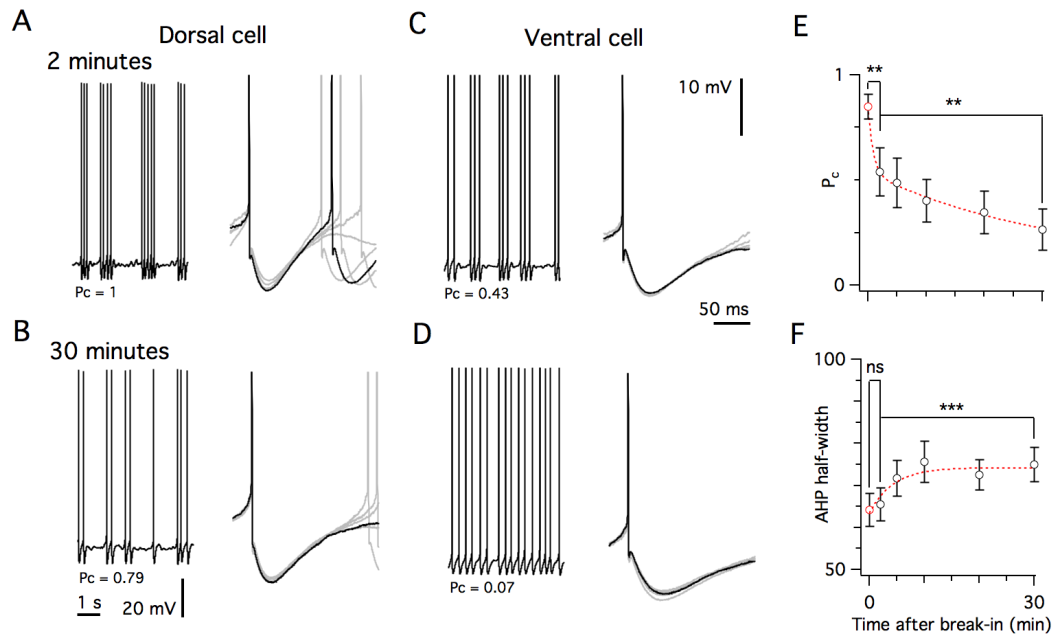 A
Dorsal cell
2 minutes
Pc = 1
C
Ventral cell
10 mV
Pc = 0.43
50 ms
B
30 minutes
Pc = 0.79
1 s
20 mV
D
Pc = 0.07
E
1
**
**
Pc
0
F
100
ns
***
AHP half-width
50
0
30
Time after break-in (min)